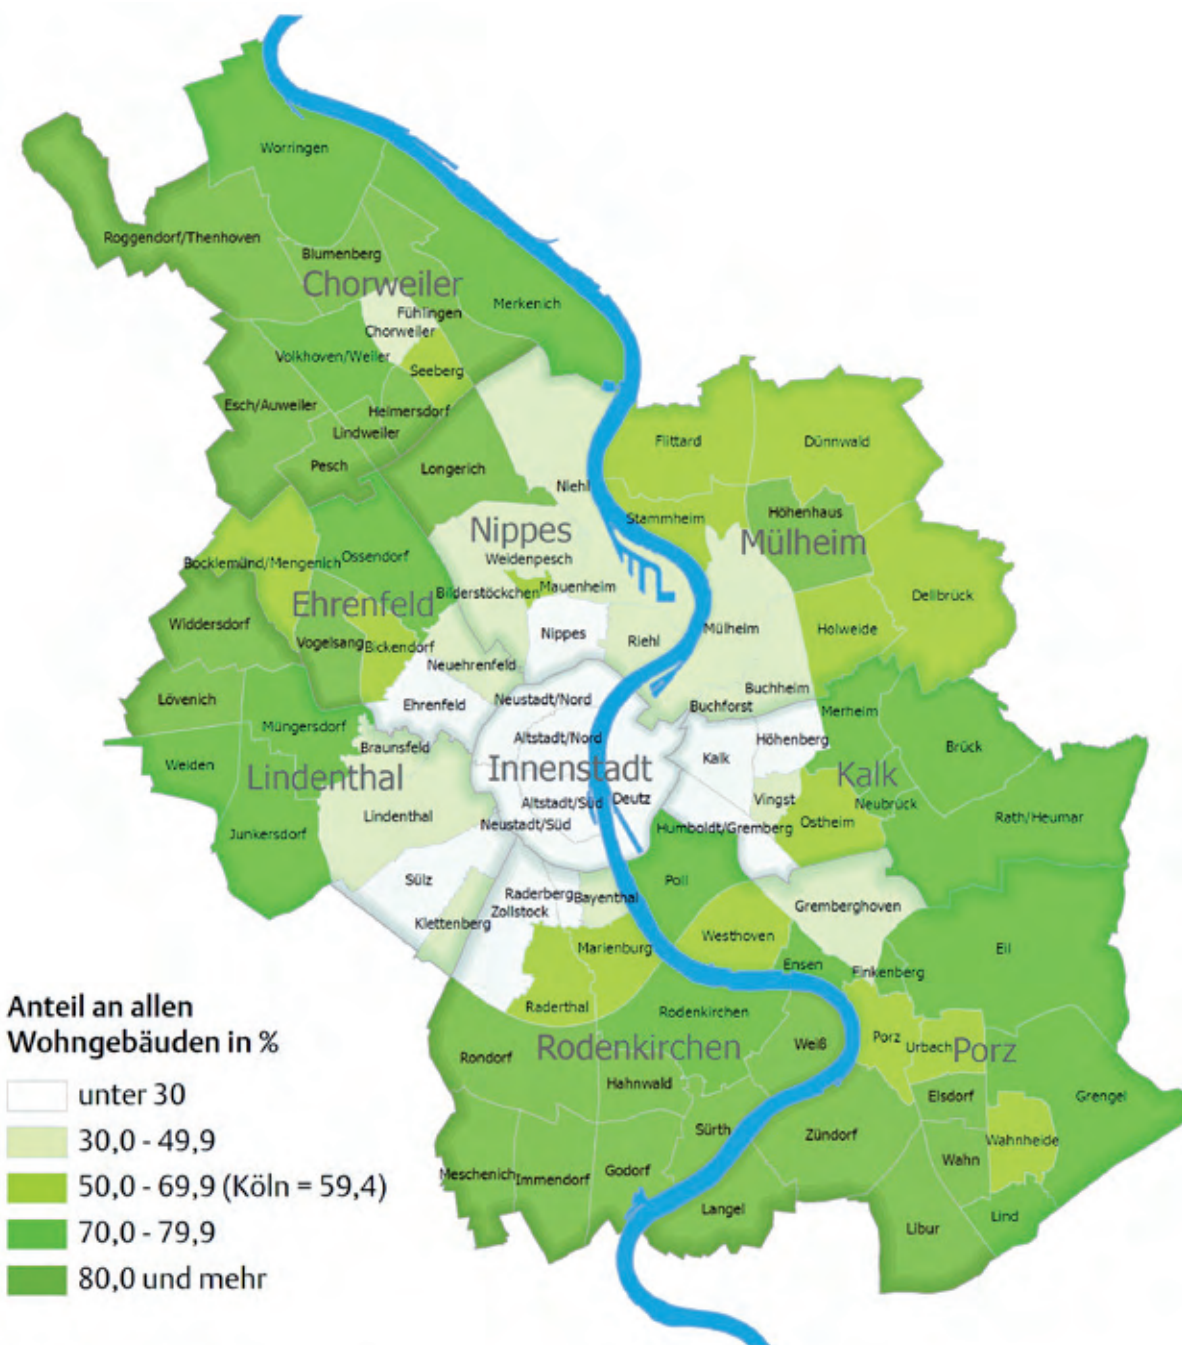 Worringen
Roggendorf/Thenhoven
Blumenberg
Chorweiler
Merkenich
Fühlingen
Chorweiler
Volkhoven/Weiler
Seeberg
Esch/Auweiler
Heimersdorf
Lindweiler
Pesch
Longerich
Flittard
Dünnwald
Niehl
Höhenhaus
Stammheim
Nippes
Mülheim
Weidenpesch
Ossendorf
Bocklemünd/Mengenich
Mauenheim
Bilderstöckchen
Dellbrück
Ehrenfeld
Widdersdorf
Nippes
Mülheim
Holweide
Riehl
Vogelsang
Bickendorf
Neuehrenfeld
Buchheim
Lövenich
Neustadt/Nord
Ehrenfeld
Buchforst
Merheim
Müngersdorf
Altstadt/Nord
Höhenberg
Braunsfeld
Brück
Kalk
Weiden
Innenstadt
Lindenthal
Kalk
Deutz
Vingst
Altstadt/Süd
Neubrück
Lindenthal
Rath/Heumar
Neustadt/Süd
Ostheim
Humboldt/Gremberg
Junkersdorf
Sülz
Poll
Raderberg
Bayenthal
Zollstock
Gremberghoven
Klettenberg
Westhoven
Marienburg
Eil
Ensen
Finkenberg
Raderthal
Rodenkirchen
Porz
Weiß
Urbach
Porz
Rodenkirchen
Rondorf
Hahnwald
Elsdorf
Grengel
Sürth
Zündorf
Wahnheide
Wahn
Meschenich
Immendorf
Godorf
Langel
Lind
Libur
Anteil an allen
Wohngebäuden in %
unter 30
30,0 - 49,9
50,0 - 69,9 (Köln = 59,4)
70,0 - 79,9
80,0 und mehr